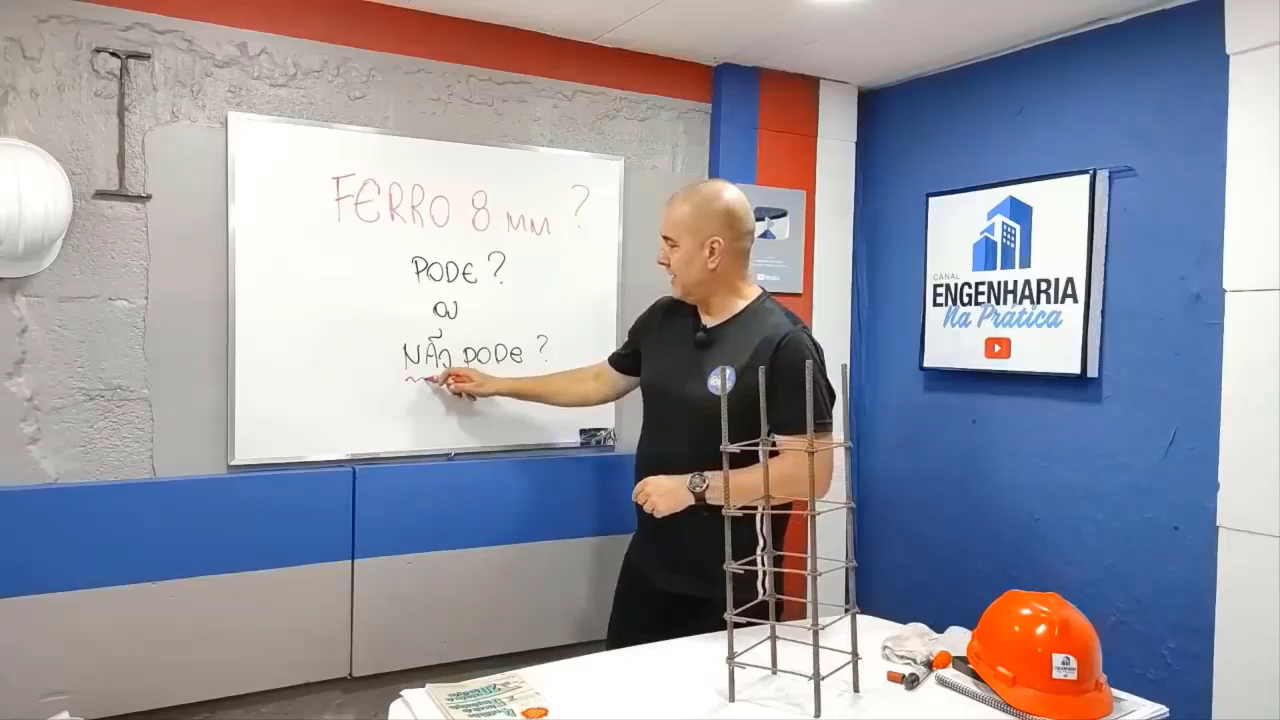 FERRO 8 MM ?
PODE?
OU
NÃO PODE?
CANAL
ENGENHARIA
Na Prática